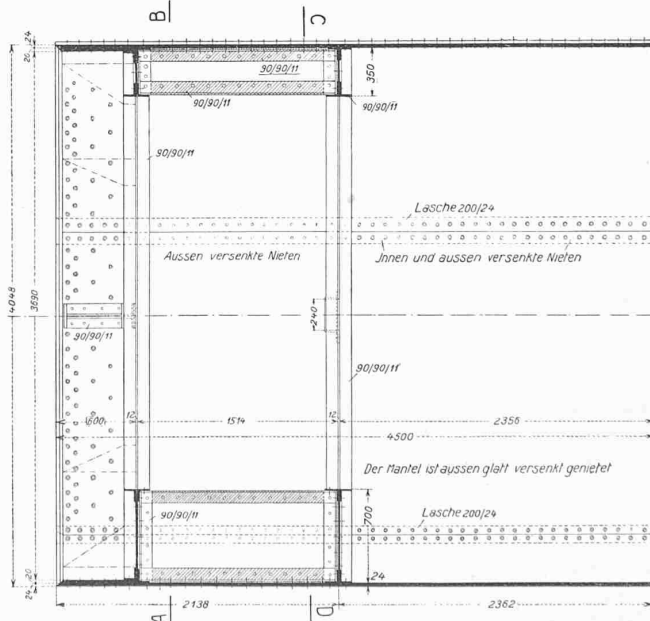 B
C
24
20
90/90/11
90/90/11
350
90/90/11
90/90/11
Lasche 200/24
Aussen versenkte Nieten
Jnnen und aussen versenkte Nieten
4048
3690
240
90/90/11
90/90/11
600
12
1514
12
2356
4500
Der Mantel ist aussen glatt versenkt genietet
90/90/11
700
Lasche 200/24
24
20
24
2138
2362
A
D